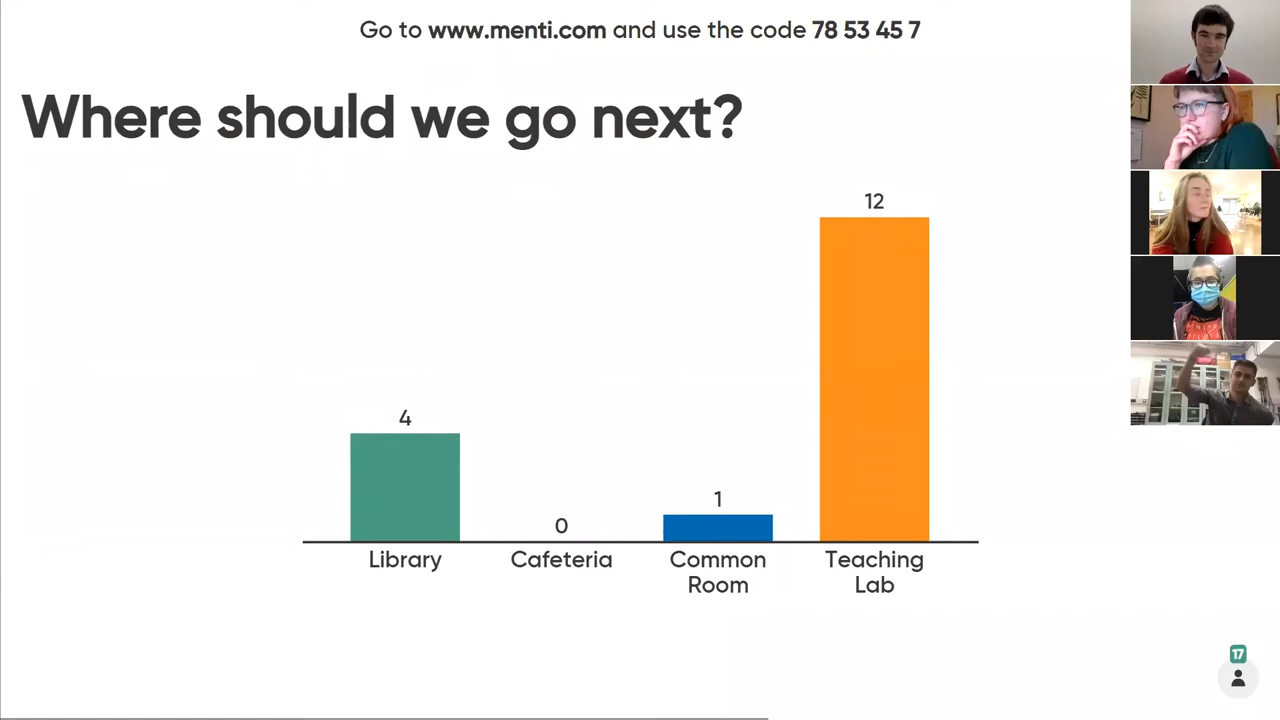 Go to www.menti.com and use the code 78 53 45 7
Where should we go next?
12
4
1
0
Library
Cafeteria
Common
Room
Teaching
Lab
17